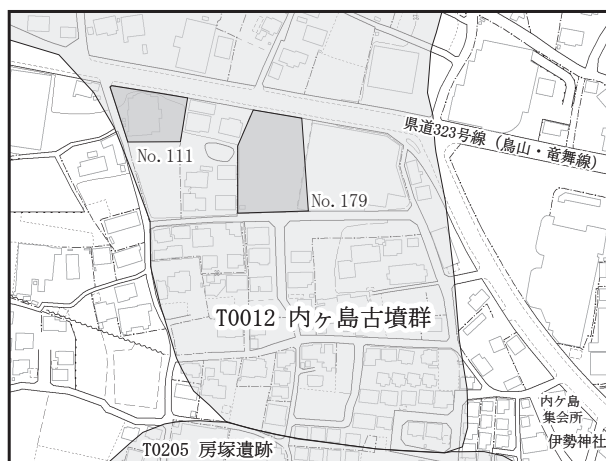 県道323号線 (鳥山・竜舞線)
No. 111
No. 179
T0012 内ヶ島古墳群
内ケ島
集会所
伊勢神社
T0205 房塚遺跡